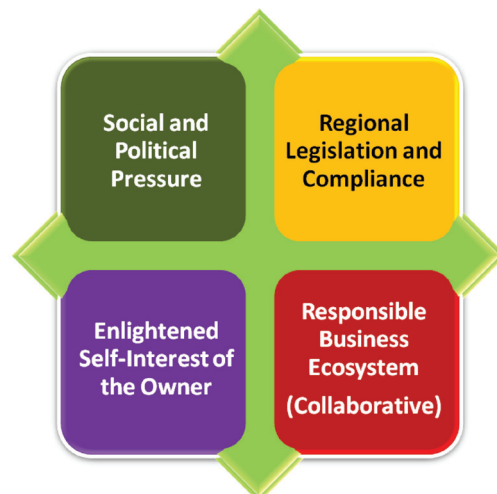 Social and
Political
Pressure
Regional
Legislation and
Compliance
Enlightened
Self-Interest of
the Owner
Responsible
Business
Ecosystem
(Collaborative)